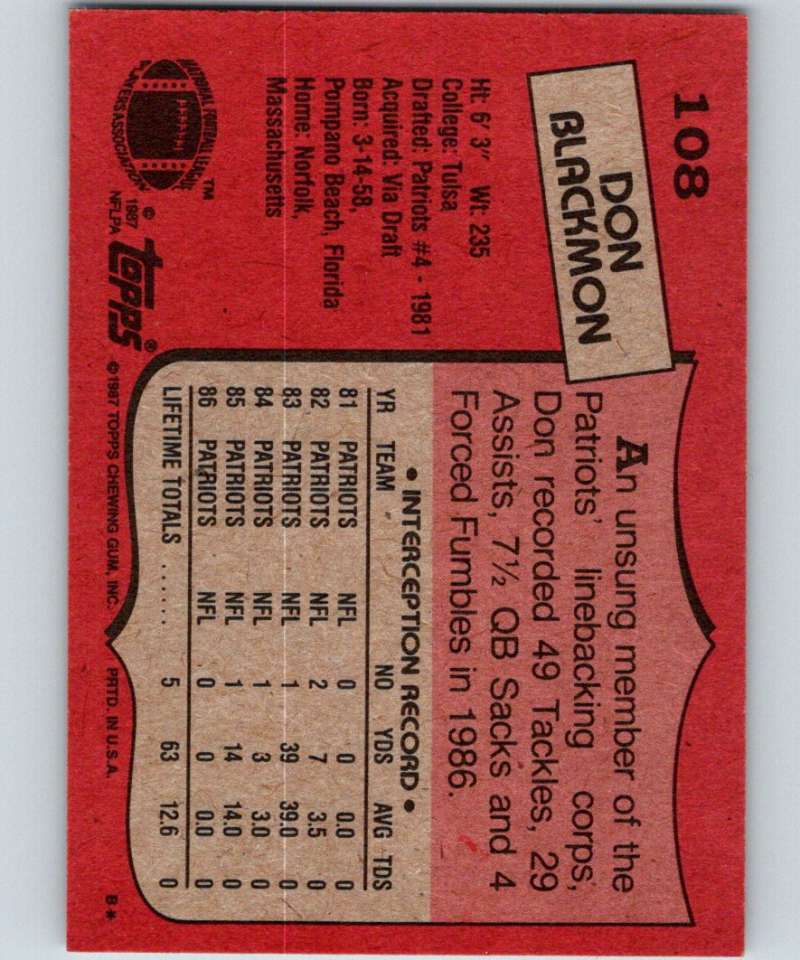 108
DON
BLACKMON
Ht: 6' 3" Wt: 235
College: Tulsa
Drafted: Patriots #4 - 1981
Acquired: Via Draft
Born: 3-14-58,
Pompano Beach, Florida
Home: Norfolk,
Massachusetts
NATIONAL FOOTBALL LEAGUE
PLAYERS ASSOCIATION
™
© 1987
NFLPA
topps®
An unsung member of the
Patriots' linebacking corps,
Don recorded 49 Tackles, 29
Assists, 7½ QB Sacks and 4
Forced Fumbles in 1986.
• INTERCEPTION RECORD •
YR TEAM NO YDS AVG TDS
81 PATRIOTS NFL 0 0 0.0 0
82 PATRIOTS NFL 2 7 3.5 0
83 PATRIOTS NFL 1 39 39.0 0
84 PATRIOTS NFL 1 3 3.0 0
85 PATRIOTS NFL 1 14 14.0 0
86 PATRIOTS NFL 0 0 0.0 0
LIFETIME TOTALS ...... 5 63 12.6 0
©1987 TOPPS CHEWING GUM, INC. PRTD. IN U.S.A. B*